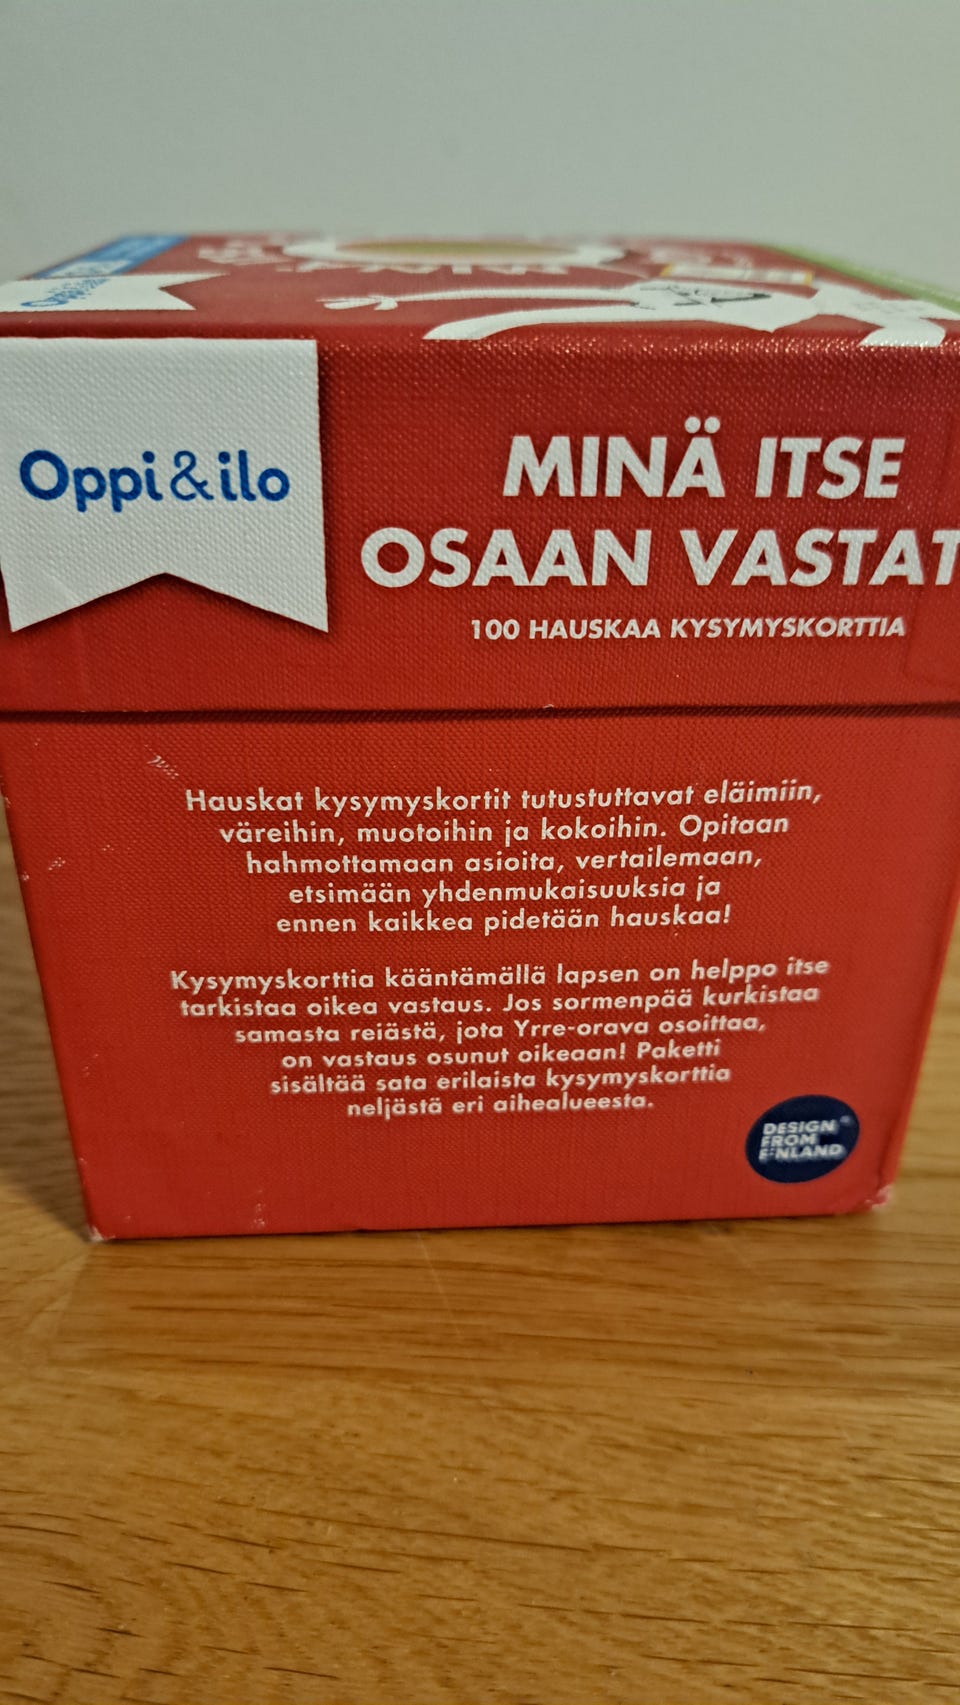 Oppi&ilo
Oppi&ilo
MINÄ ITSE
OSAAN VASTAT
100 HAUSKAA KYSYMYSKORTTIA
Hauskat kysymyskortit tutustuttavat eläimiin,
väreihin, muotoihin ja kokoihin. Opitaan
hahmottamaan asioita, vertailemaan,
etsimään yhdenmukaisuuksia ja
ennen kaikkea pidetään hauskaa!
Kysymyskorttia kääntämällä lapsen on helppo itse
tarkistaa oikea vastaus. Jos sormenpää kurkistaa
samasta reiästä, jota Yrre-orava osoittaa,
on vastaus osunut oikeaan! Paketti
sisältää sata erilaista kysymyskorttia
neljästä eri aihealueesta.
DESIGN
FROM
FINLAND